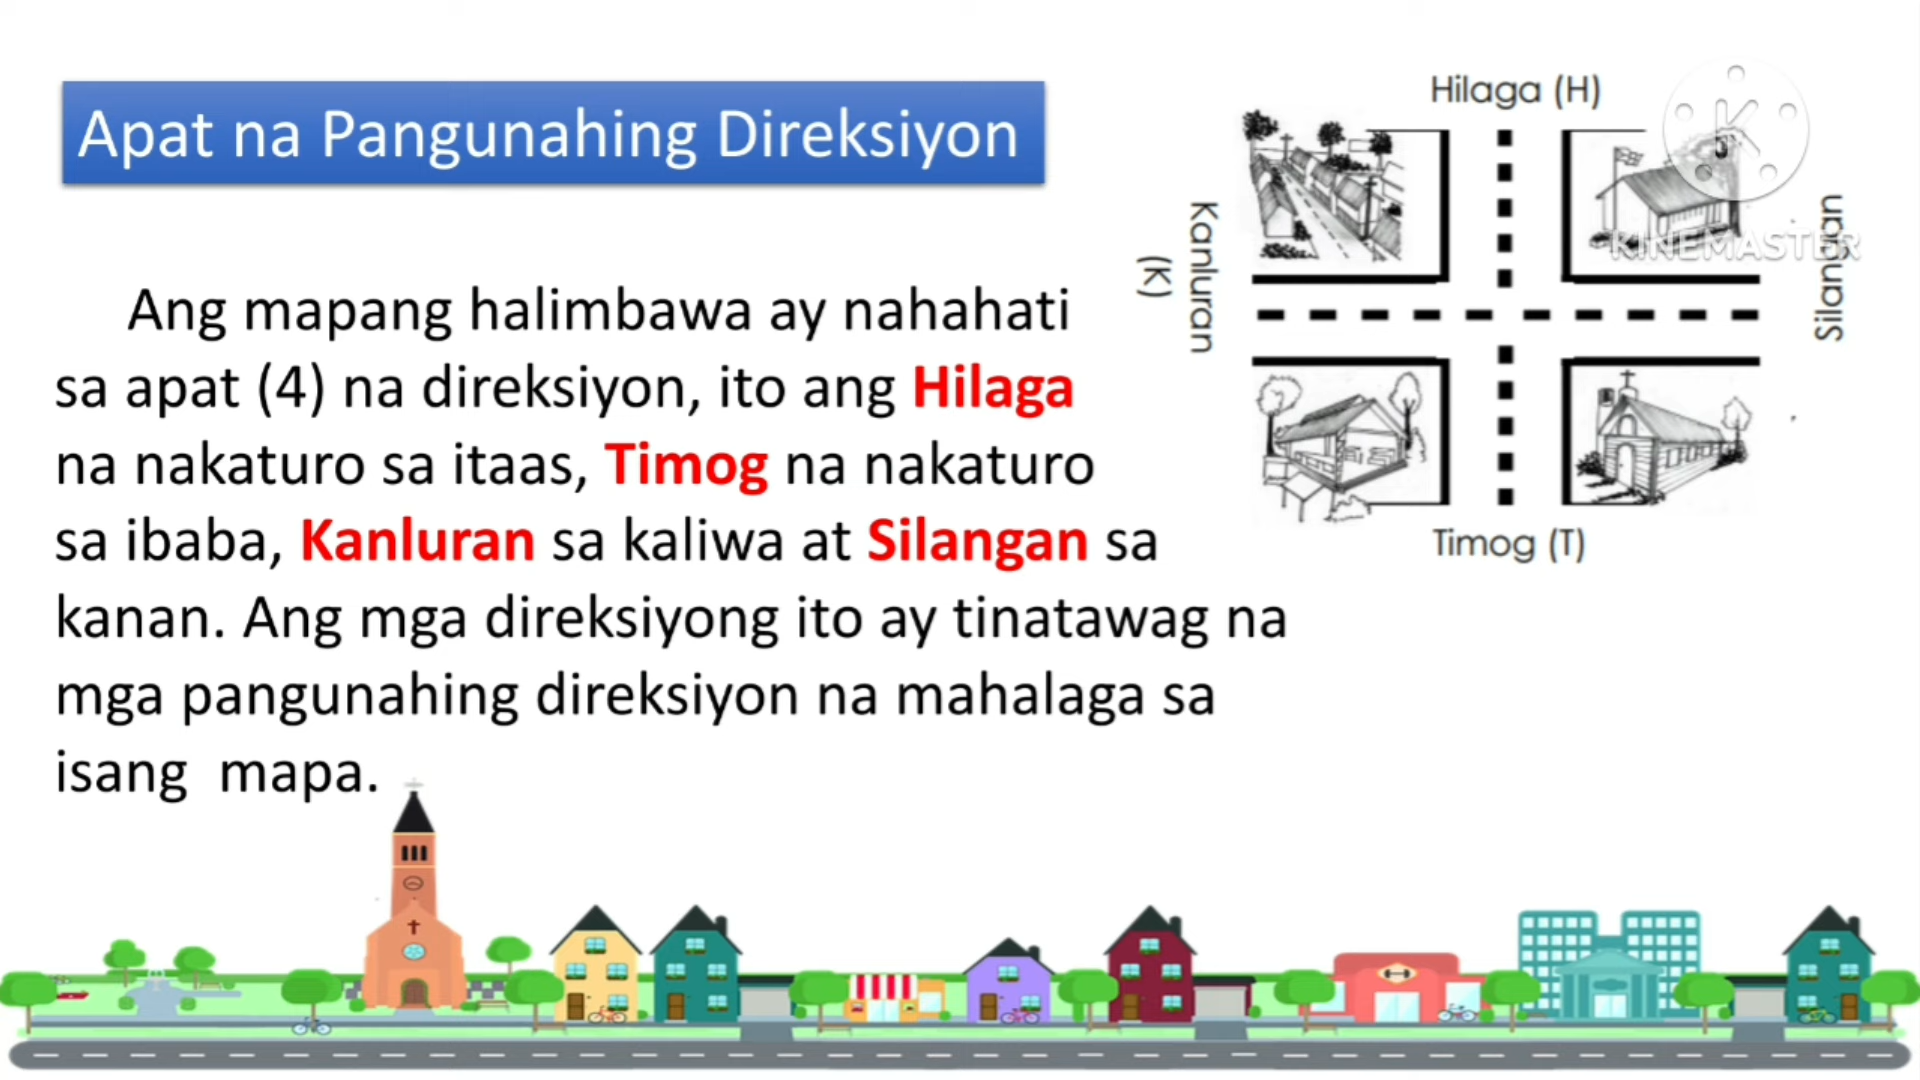 Apat na Pangunahing Direksiyon
Ang mapang halimbawa ay nahahati
sa apat (4) na direksiyon, ito ang Hilaga
na nakaturo sa itaas, Timog na nakaturo
sa ibaba, Kanluran sa kaliwa at Silangan sa
kanan. Ang mga direksiyong ito ay tinatawag na
mga pangunahing direksiyon na mahalaga sa
isang mapa.
Hilaga (H)
Kanluran
(K)
Silangan
Timog (T)
K
KINEMASTER